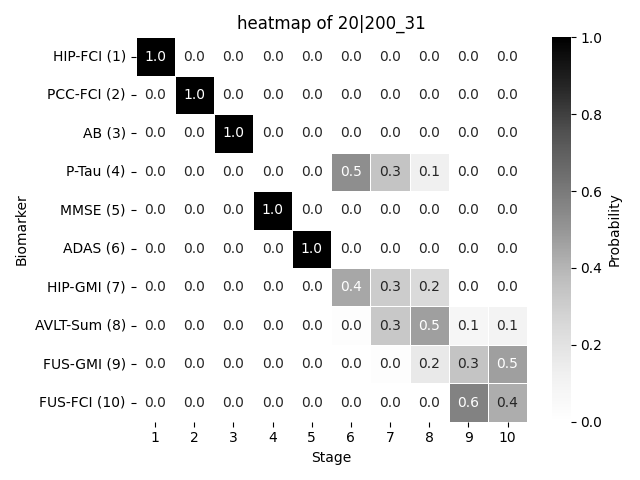 heatmap of 20|200_31
HIP-FCI (1) 1.0 0.0 0.0 0.0 0.0 0.0 0.0 0.0 0.0 0.0
PCC-FCI (2) 0.0 1.0 0.0 0.0 0.0 0.0 0.0 0.0 0.0 0.0
AB (3) 0.0 0.0 1.0 0.0 0.0 0.0 0.0 0.0 0.0 0.0
P-Tau (4) 0.0 0.0 0.0 0.0 0.0 0.5 0.3 0.1 0.0 0.0
MMSE (5) 0.0 0.0 0.0 1.0 0.0 0.0 0.0 0.0 0.0 0.0
ADAS (6) 0.0 0.0 0.0 0.0 1.0 0.0 0.0 0.0 0.0 0.0
HIP-GMI (7) 0.0 0.0 0.0 0.0 0.0 0.4 0.3 0.2 0.0 0.0
AVLT-Sum (8) 0.0 0.0 0.0 0.0 0.0 0.0 0.3 0.5 0.1 0.1
FUS-GMI (9) 0.0 0.0 0.0 0.0 0.0 0.0 0.0 0.2 0.3 0.5
FUS-FCI (10) 0.0 0.0 0.0 0.0 0.0 0.0 0.0 0.0 0.6 0.4
1 2 3 4 5 6 7 8 9 10
Stage
Biomarker
1.0
0.8
0.6
0.4
0.2
0.0
Probability